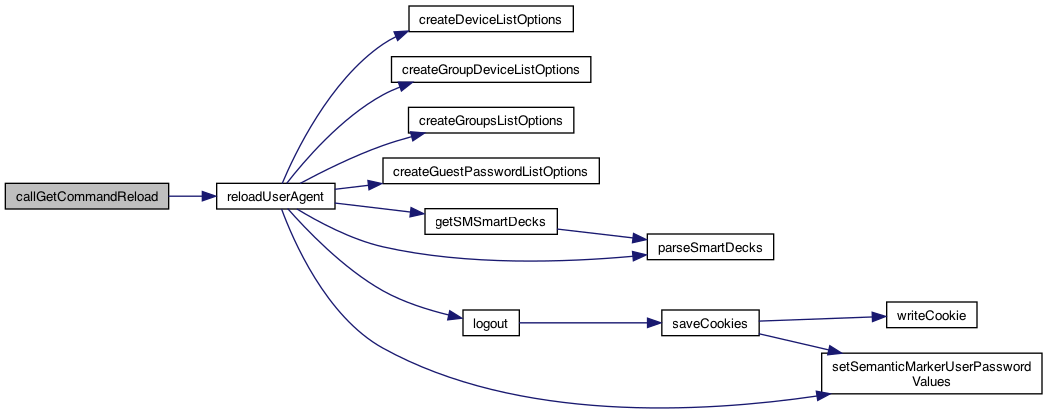 createDeviceListOptions
createGroupDeviceListOptions
createGroupsListOptions
createGuestPasswordListOptions
callGetCommandReload
reloadUserAgent
getSMSmartDecks
parseSmartDecks
logout
saveCookies
writeCookie
setSemanticMarkerUserPassword
Values